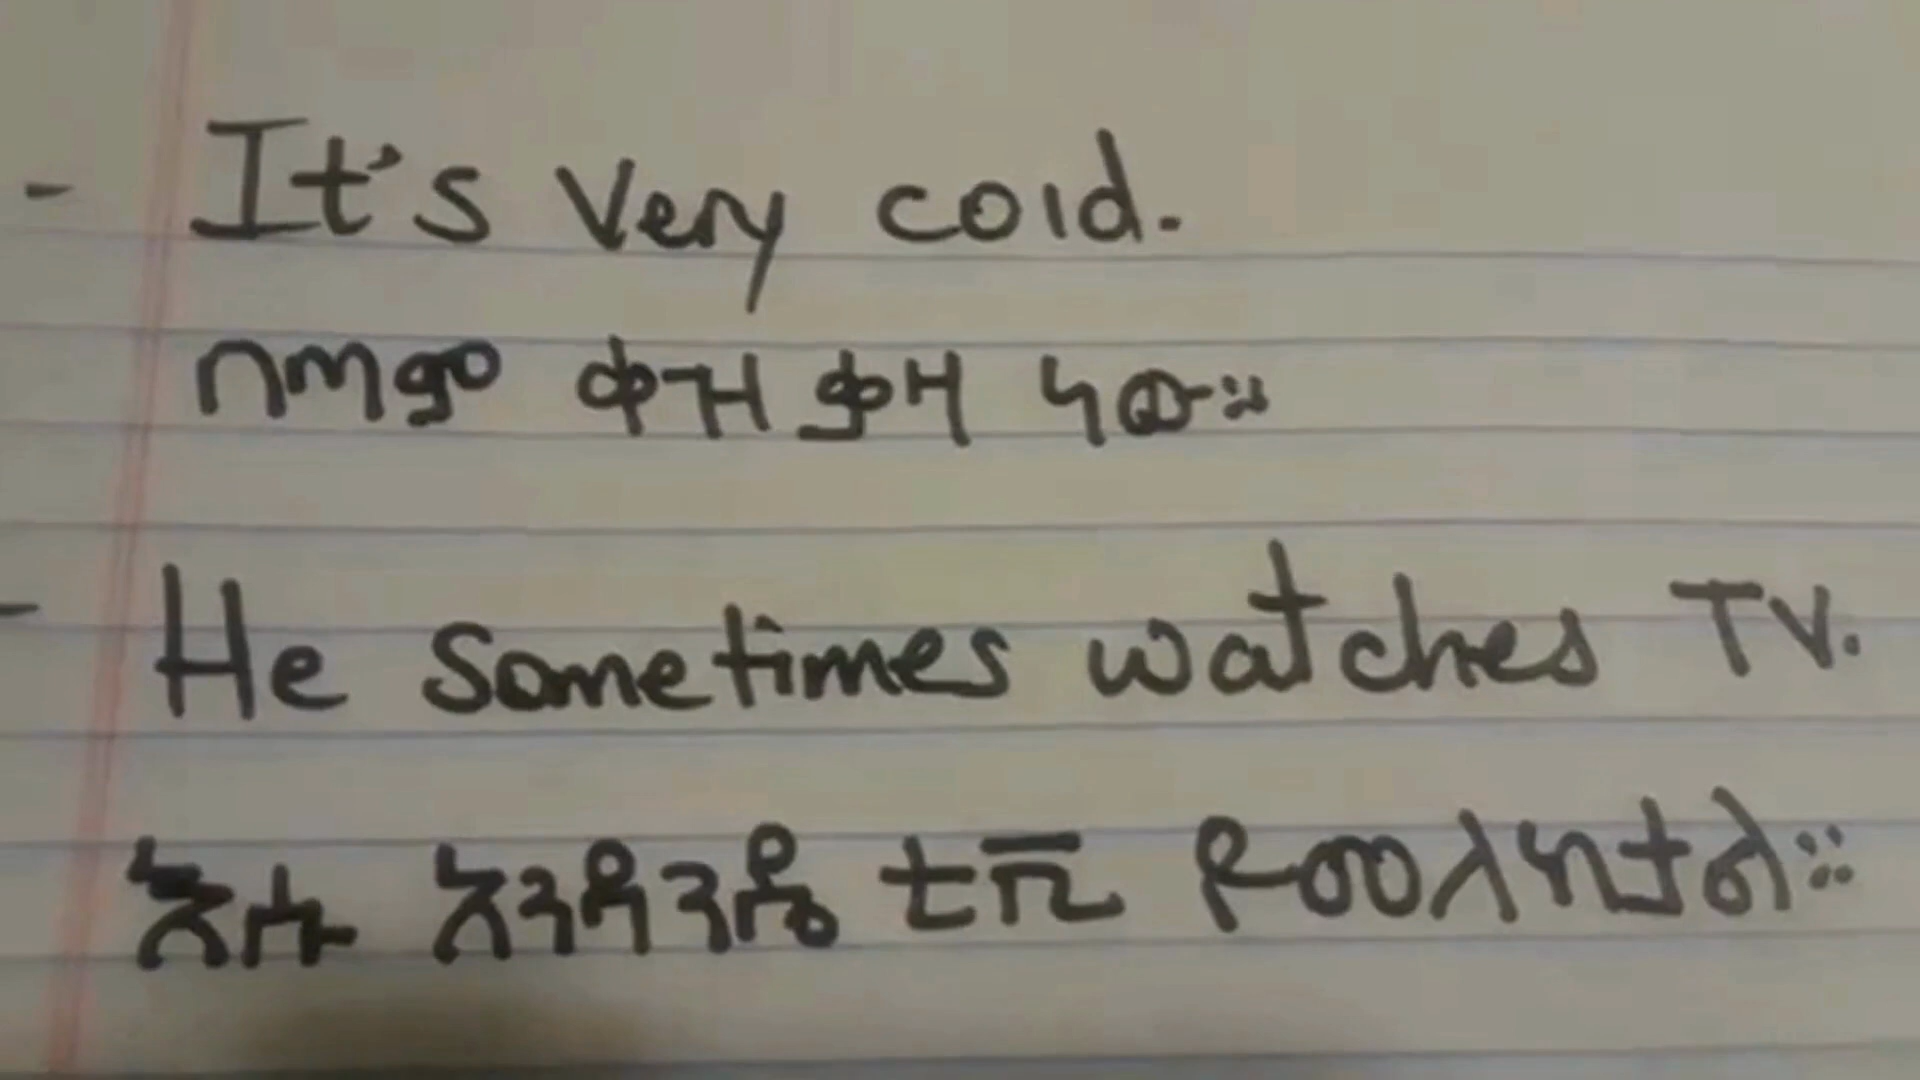 - It's Very cold.
በጣም ቀዝቃዛ ነው።
- He sometimes watches TV.
እሱ አንዳንዴ ቲቪ ይመለከታል።